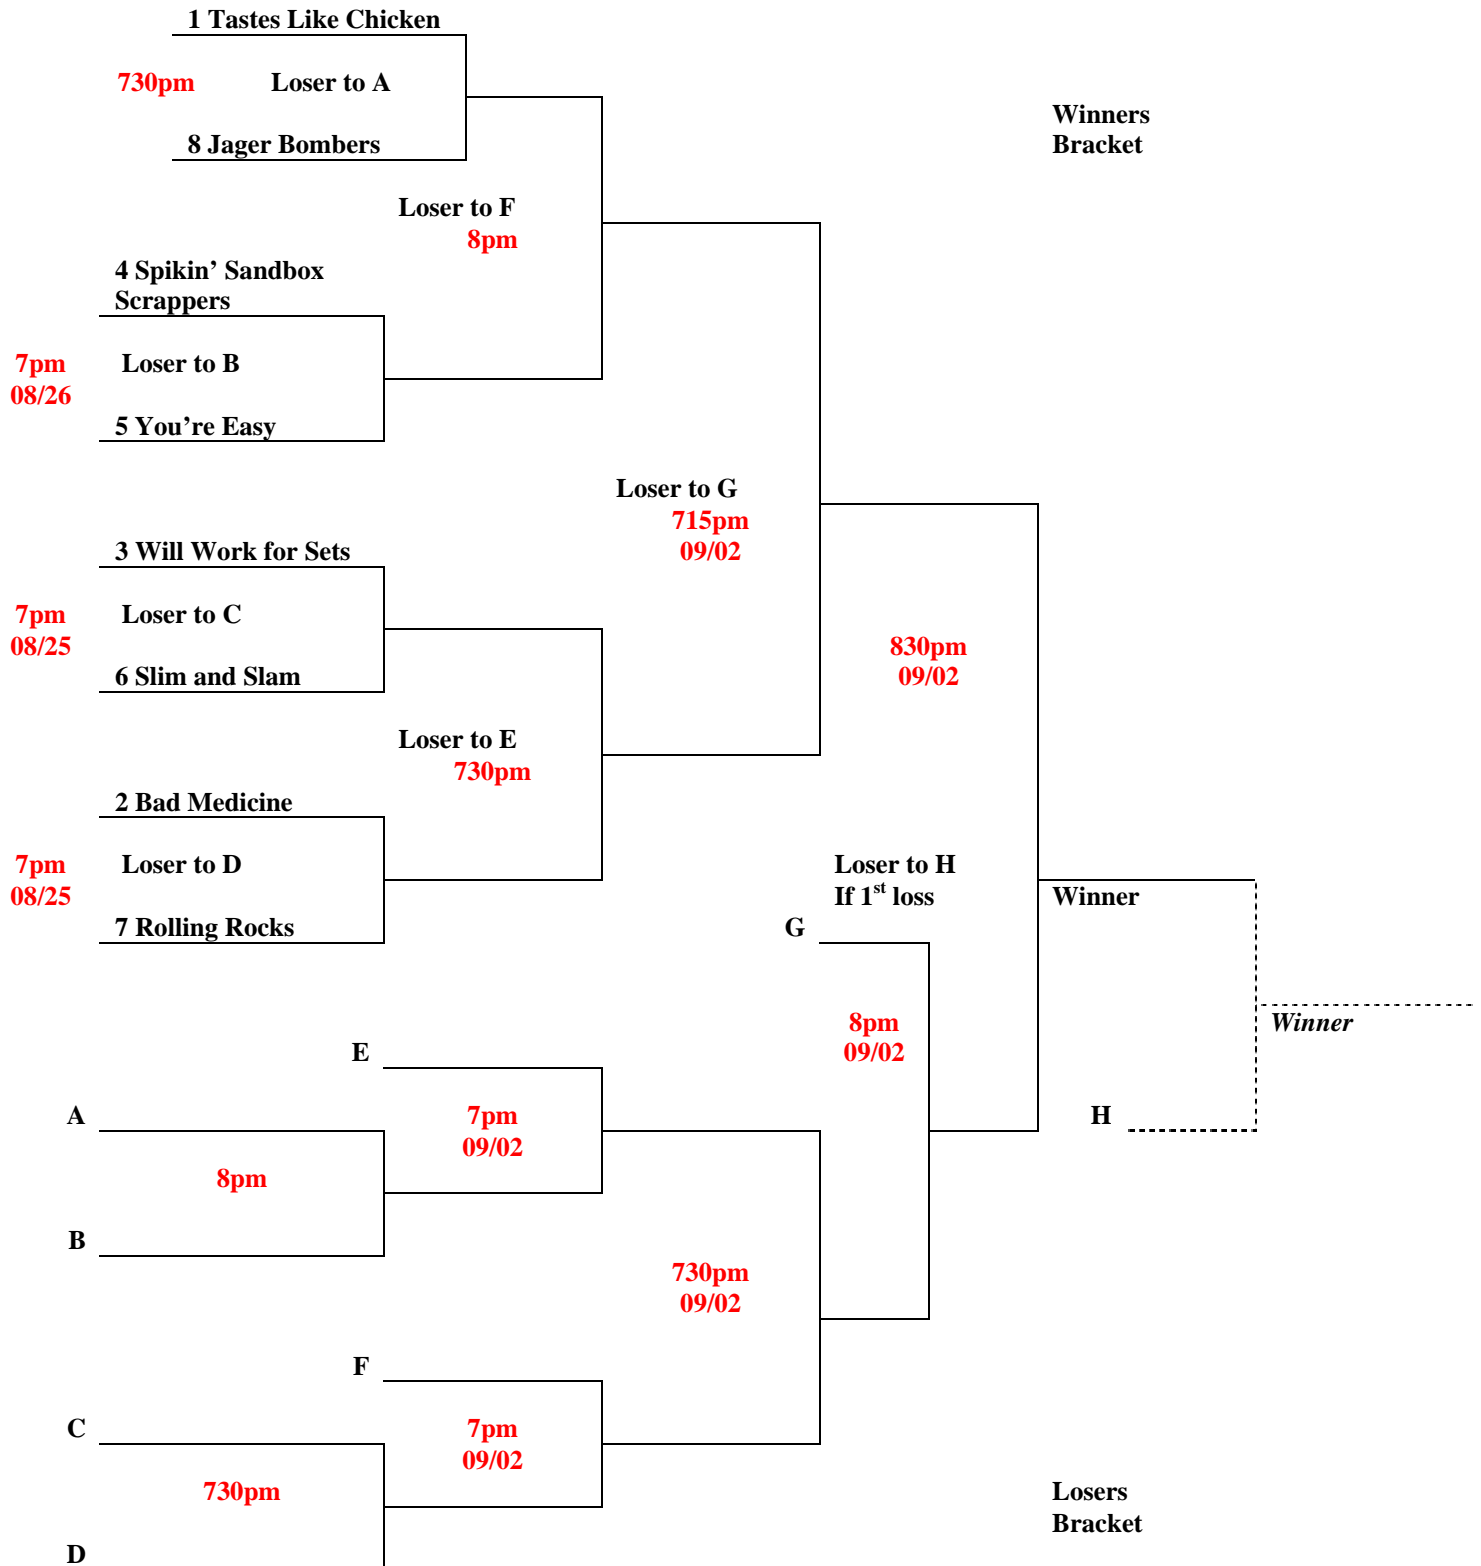 1 Tastes Like Chicken
730pm Loser to A
Winners
Bracket
8 Jager Bombers
Loser to F
8pm
4 Spikin’ Sandbox
Scrappers
7pm
08/26
Loser to B
5 You’re Easy
Loser to G
715pm
09/02
3 Will Work for Sets
7pm
08/25
Loser to C
830pm
09/02
6 Slim and Slam
Loser to E
730pm
2 Bad Medicine
7pm
08/25
Loser to D
Loser to H
If 1st loss
Winner
7 Rolling Rocks
G
8pm
09/02
Winner
E
A
7pm
09/02
H
8pm
B
730pm
09/02
F
C
7pm
09/02
730pm
Losers
Bracket
D